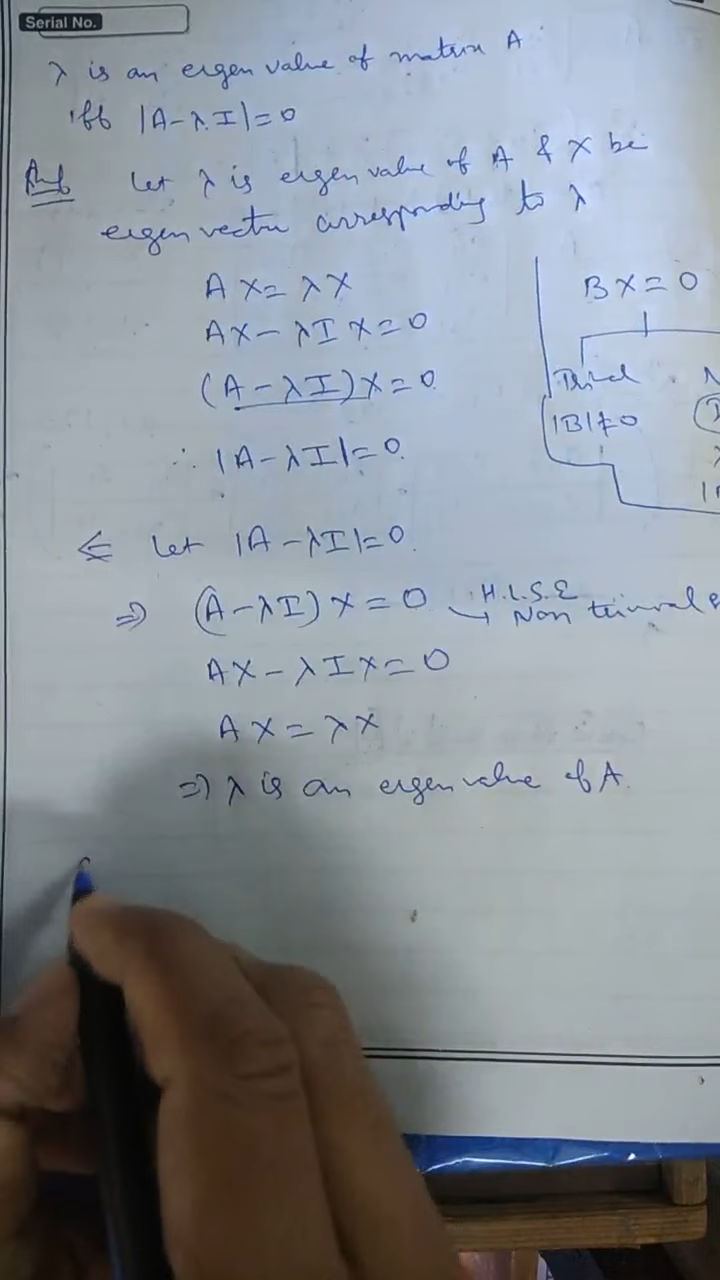 Serial No.
λ is an eigen value of matrix A
iff |A-λI|=0
Let λ is eigen value of A & X be
eigen vector corresponding to λ
AX=λX
AX-λIX=0
(A-λI)X=0
∴ |A-λI|=0.
BX=0
|B|≠0
⇐ Let |A-λI|=0.
⇒ (A-λI)X=0 → H.L.S.E
Non trivial
AX-λIX=0
AX=λX
⇒ λ is an eigen value of A.